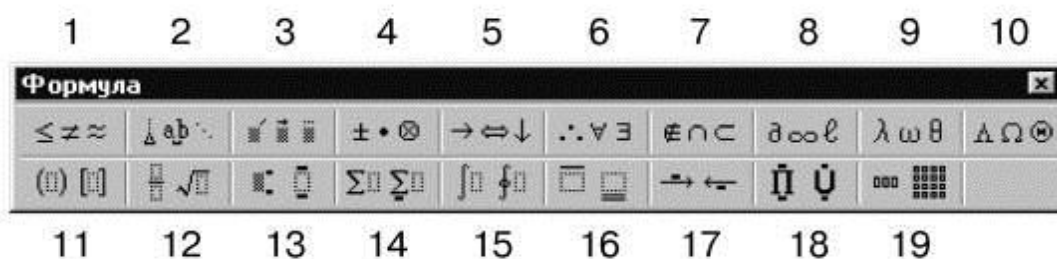 1 2 3 4 5 6 7 8 9 10
Формула
≤ ≠ ≈ a͟b ⋱ ± • ⊗ → ⇔ ↓ ∴ ∀ ∃ ∉ ∩ ⊂ ∂ ∞ ℓ λ ω θ Λ Ω Θ
(▯) [▯] √▯ Σ▯ Σ▯ ∫▯ ∮▯ → ← Π Ụ̇
11 12 13 14 15 16 17 18 19